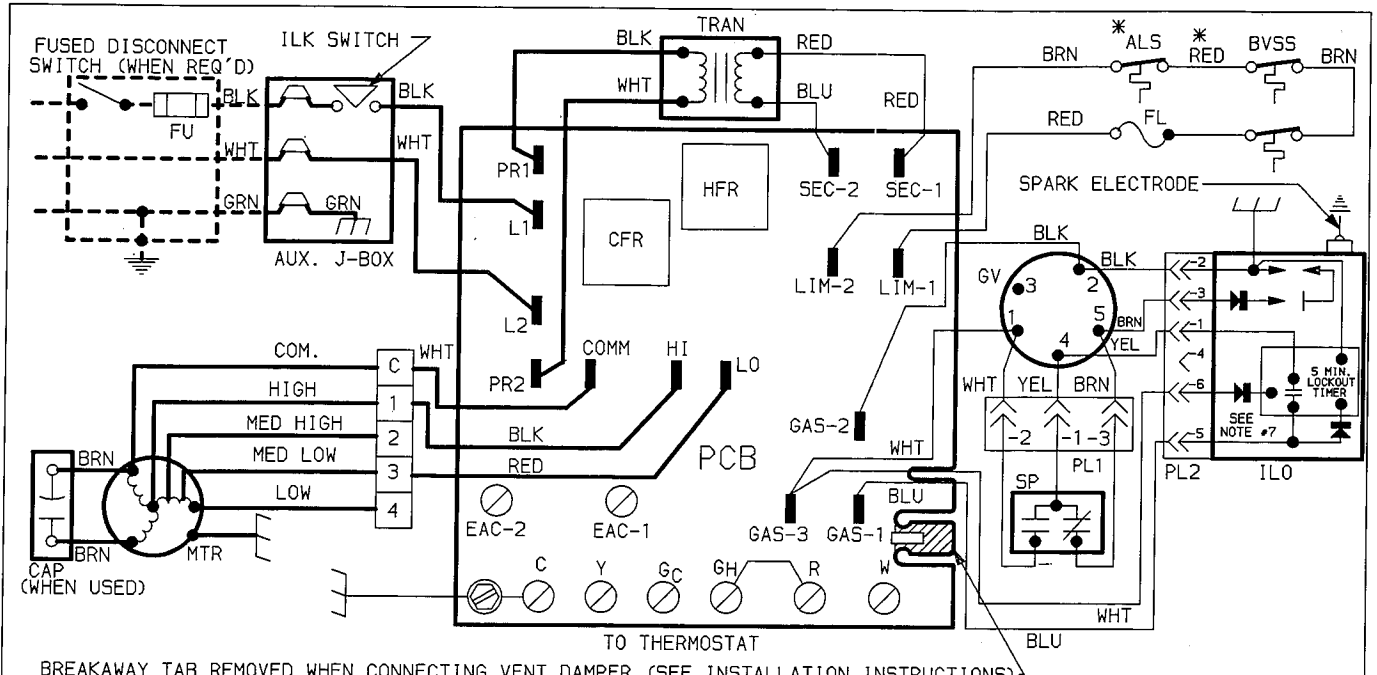 FUSED DISCONNECT
SWITCH (WHEN REQ'D)
ILK SWITCH
BLK
FU
BLK
WHT
WHT
GRN
GRN
AUX. J-BOX
TRAN
BLK
RED
WHT
BLU
RED
BRN
*
ALS
*
RED
BVSS
BRN
RED
FL
SPARK ELECTRODE
PR1
L1
L2
PR2
CFR
HFR
SEC-2
SEC-1
LIM-2
LIM-1
COMM
HI
LO
PCB
GAS-2
GAS-3
GAS-1
EAC-2
EAC-1
C
Y
GC
GH
R
W
TO THERMOSTAT
COM.
HIGH
MED HIGH
MED LOW
LOW
C
1
2
3
4
WHT
BLK
RED
BRN
BRN
CAP
(WHEN USED)
MTR
BLK
GV
3
2
1
5
4
BLK
BRN
YEL
WHT
YEL
BRN
-2
-1
-3
PL1
SP
WHT
BLU
WHT
BLU
-2
-3
-1
-4
-6
-5
PL2
5 MIN.
LOCKOUT
TIMER
SEE
NOTE #7
ILO
BREAKAWAY TAB REMOVED WHEN CONNECTING VENT DAMPER (SEE INSTALLATION INSTRUCTIONS)